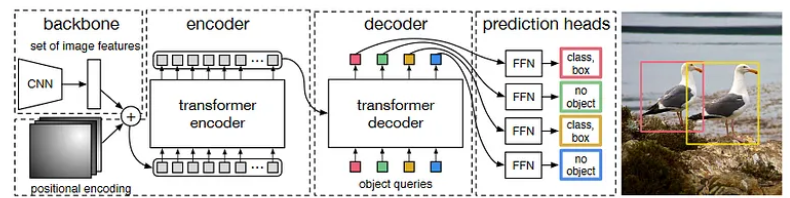 backbone
set of image features
CNN
+
positional encoding
encoder
...
transformer
encoder
...
decoder
transformer
decoder
object queries
prediction heads
FFN
class,
box
FFN
no
object
FFN
class,
box
FFN
no
object